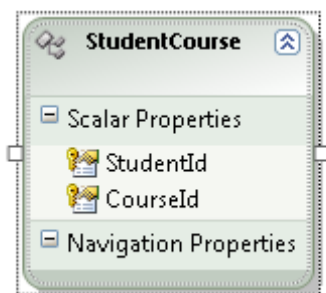 StudentCourse
Scalar Properties
StudentId
CourseId
Navigation Properties